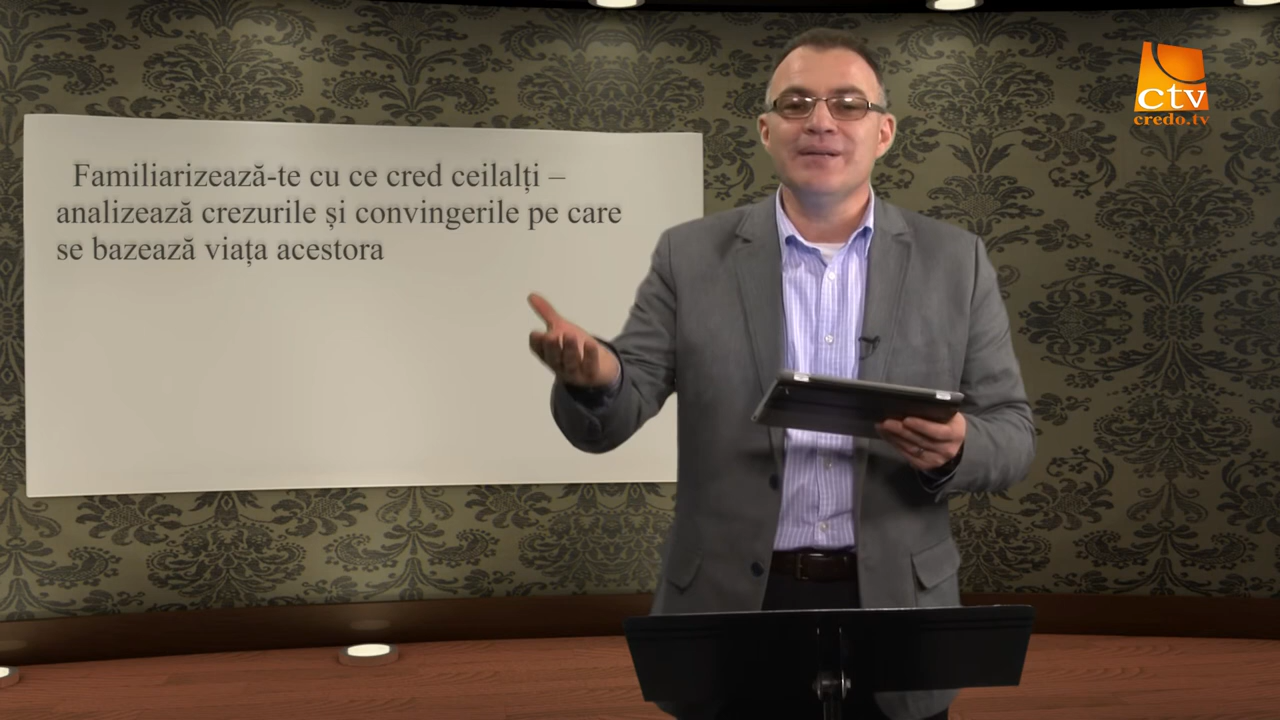 Familiarizează-te cu ce cred ceilalți –
analizează crezurile și convingerile pe care
se bazează viața acestora
ctv
credo.tv